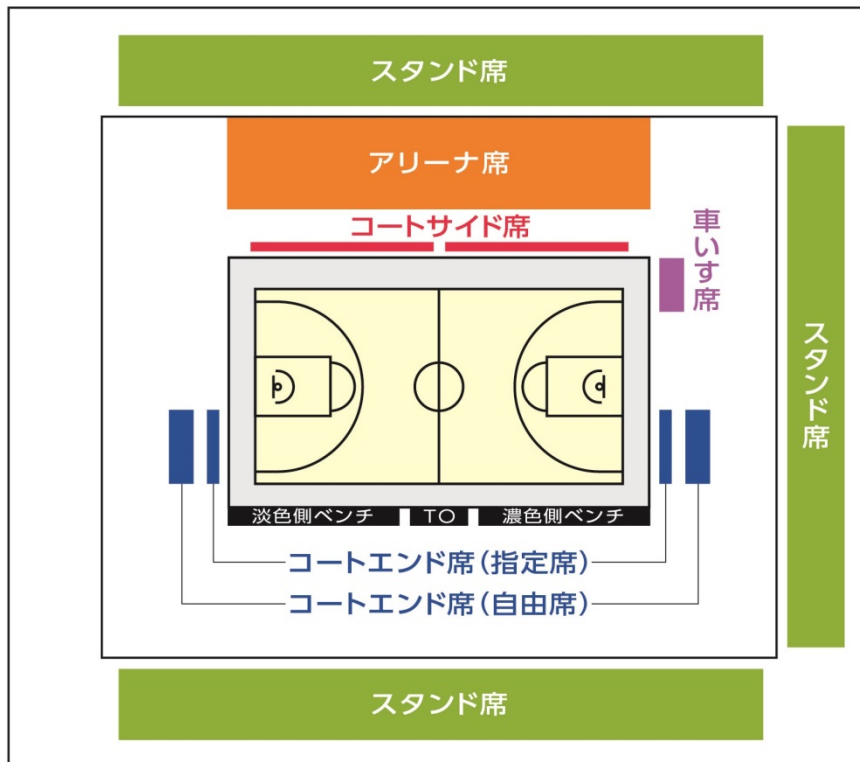 スタンド席
アリーナ席
コートサイド席
車いす席
スタンド席
淡色側ベンチ
TO
濃色側ベンチ
コートエンド席(指定席)
コートエンド席(自由席)
スタンド席